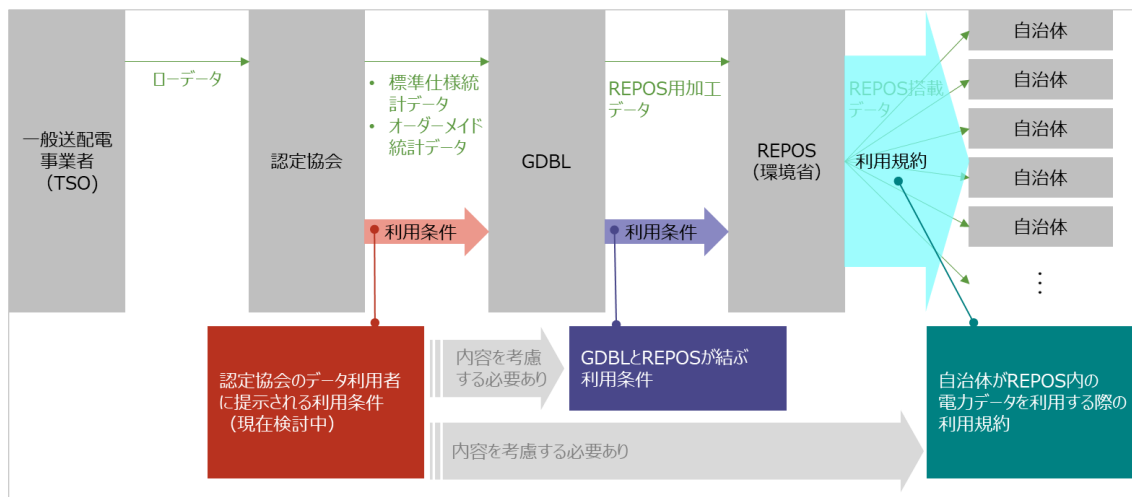 一般送配電
事業者
（TSO）
ローデータ
認定協会
• 標準仕様統
計データ
• オーダーメイド
統計データ
利用条件
GDBL
REPOS用加工
データ
利用条件
REPOS
(環境省)
REPOS搭載
データ
利用規約
自治体
自治体
自治体
自治体
自治体
…
認定協会のデータ利用者
に提示される利用条件
（現在検討中）
内容を考慮
する必要あり
GDBLとREPOSが結ぶ
利用条件
内容を考慮する必要あり
自治体がREPOS内の
電力データを利用する際の
利用規約